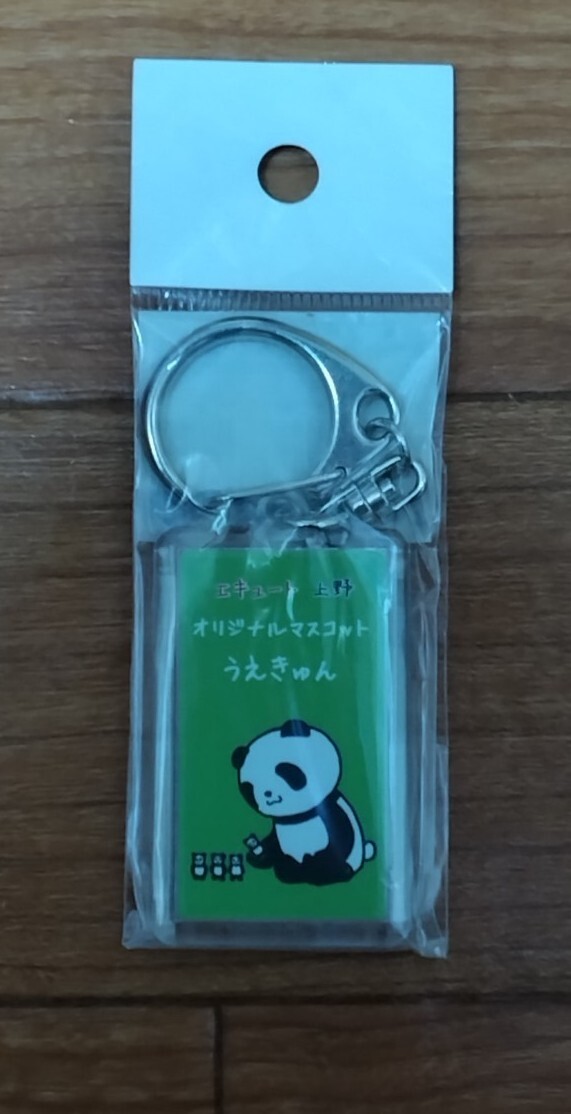 エキュート 上野
オリジナルマスコット
うえきゅん